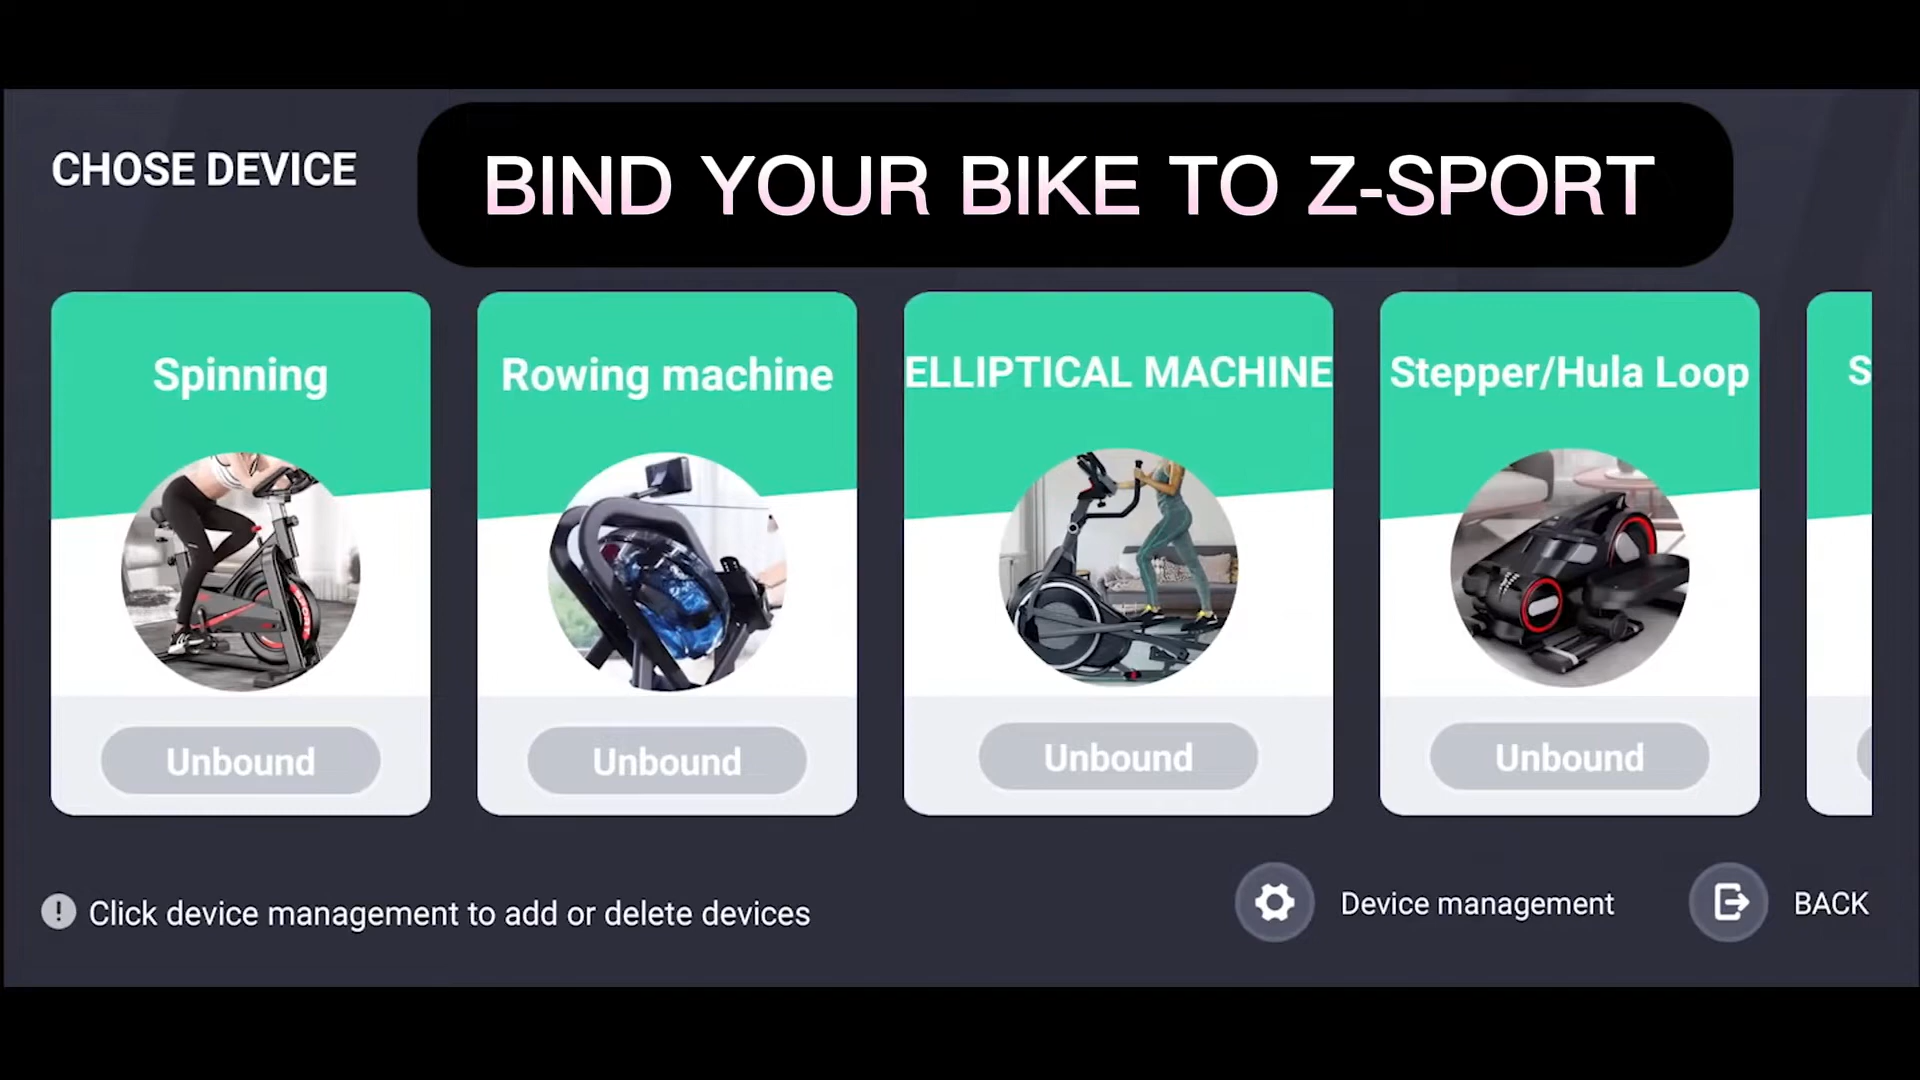 CHOSE DEVICE
BIND YOUR BIKE TO Z-SPORT
Spinning
Rowing machine
ELLIPTICAL MACHINE
Stepper/Hula Loop
S
Unbound
Unbound
Unbound
Unbound
Click device management to add or delete devices
Device management
BACK